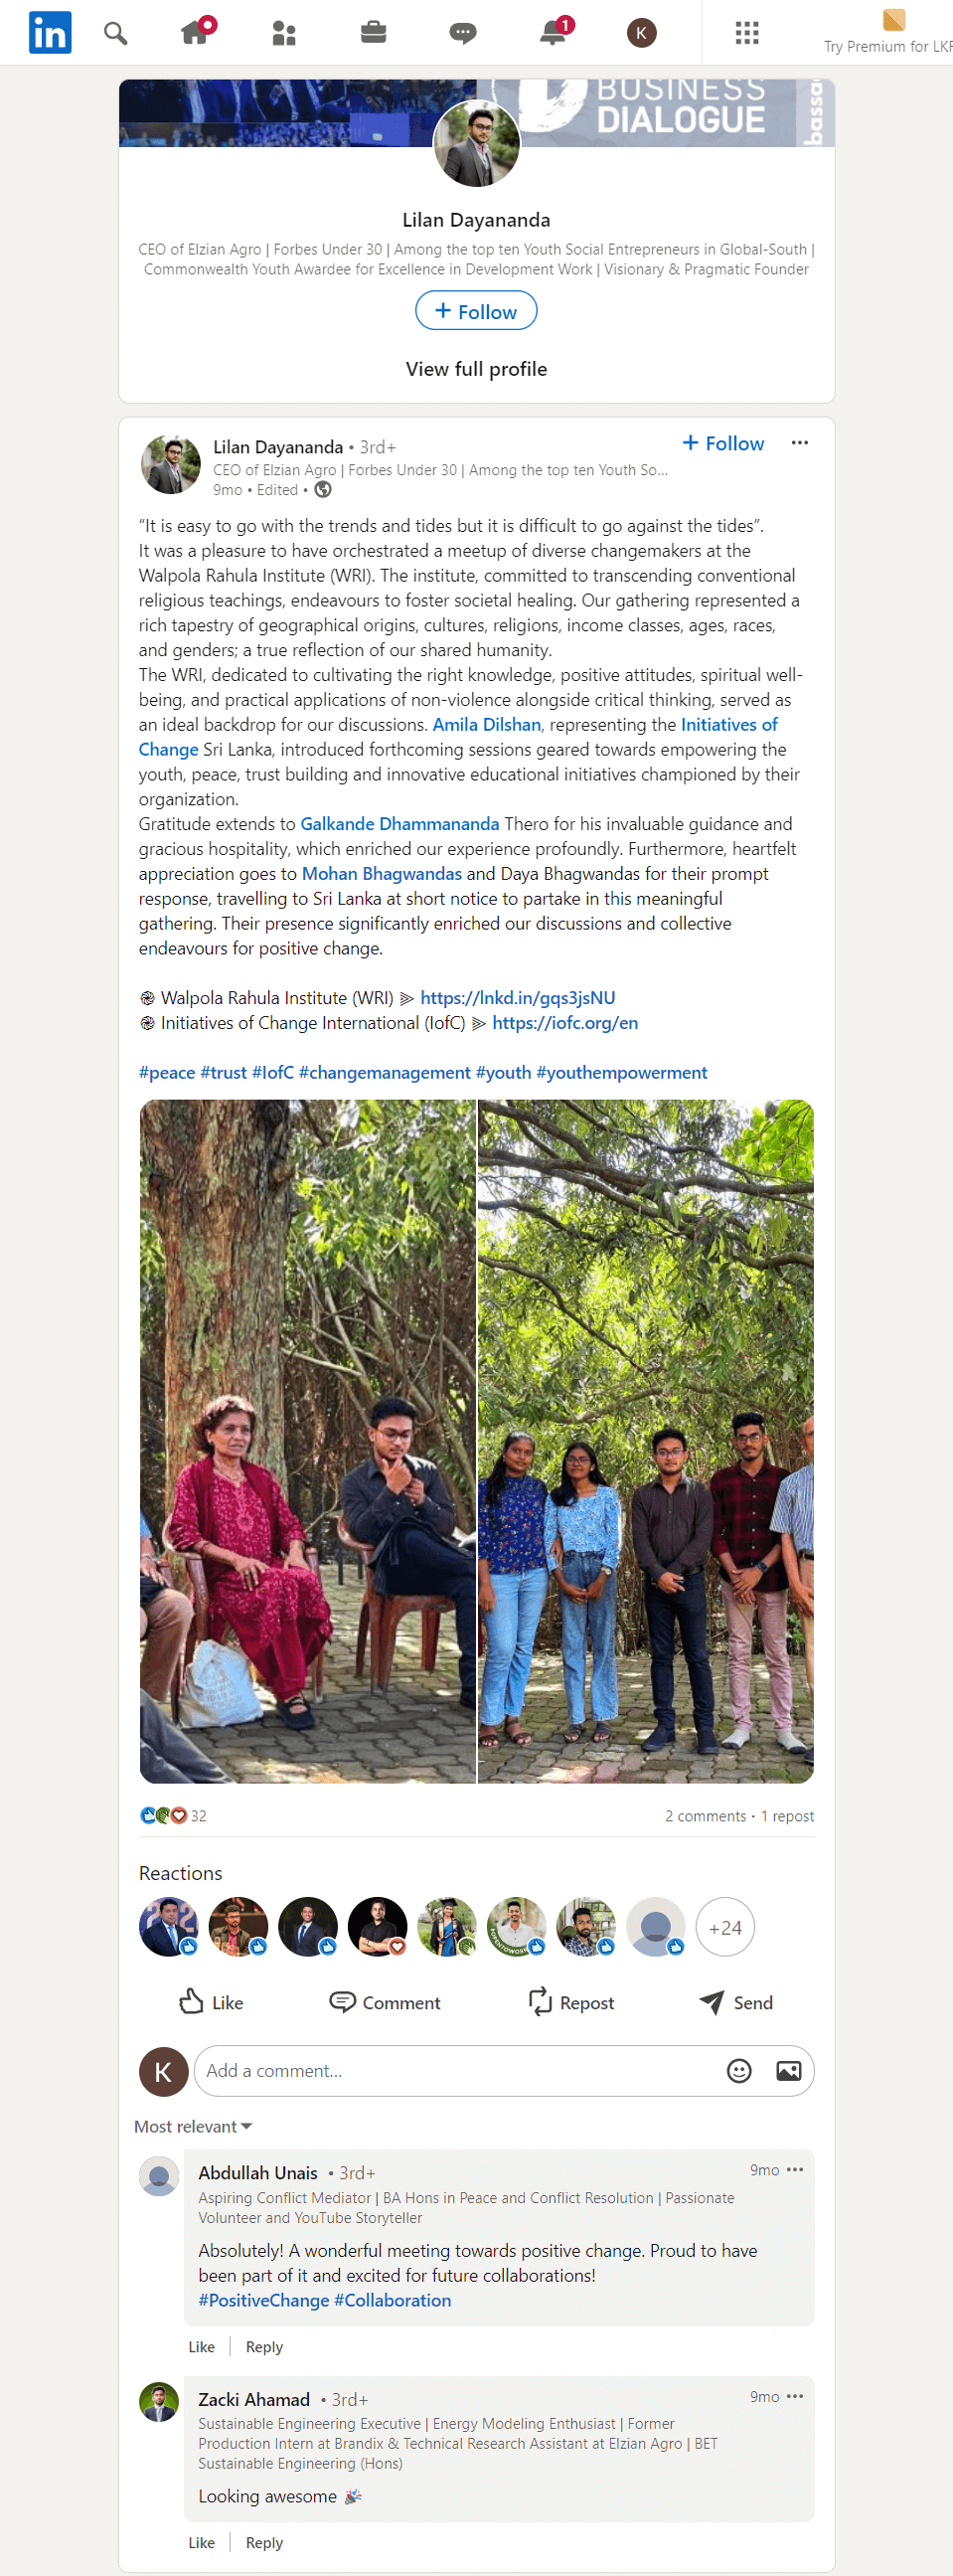 in
1
K
Try Premium for LKR
BUSINESS
DIALOGUE
bassa
Lilan Dayananda
CEO of Elzian Agro | Forbes Under 30 | Among the top ten Youth Social Entrepreneurs in Global-South |
Commonwealth Youth Awardee for Excellence in Development Work | Visionary & Pragmatic Founder
+ Follow
View full profile
Lilan Dayananda • 3rd+
+ Follow
CEO of Elzian Agro | Forbes Under 30 | Among the top ten Youth So...
9mo • Edited •
“It is easy to go with the trends and tides but it is difficult to go against the tides”.
It was a pleasure to have orchestrated a meetup of diverse changemakers at the
Walpola Rahula Institute (WRI). The institute, committed to transcending conventional
religious teachings, endeavours to foster societal healing. Our gathering represented a
rich tapestry of geographical origins, cultures, religions, income classes, ages, races,
and genders; a true reflection of our shared humanity.
The WRI, dedicated to cultivating the right knowledge, positive attitudes, spiritual well-
being, and practical applications of non-violence alongside critical thinking, served as
an ideal backdrop for our discussions. Amila Dilshan, representing the Initiatives of
Change Sri Lanka, introduced forthcoming sessions geared towards empowering the
youth, peace, trust building and innovative educational initiatives championed by their
organization.
Gratitude extends to Galkande Dhammananda Thero for his invaluable guidance and
gracious hospitality, which enriched our experience profoundly. Furthermore, heartfelt
appreciation goes to Mohan Bhagwandas and Daya Bhagwandas for their prompt
response, travelling to Sri Lanka at short notice to partake in this meaningful
gathering. Their presence significantly enriched our discussions and collective
endeavours for positive change.
֎ Walpola Rahula Institute (WRI) ⫸ https://lnkd.in/gqs3jsNU
֎ Initiatives of Change International (IofC) ⫸ https://iofc.org/en
#peace #trust #IofC #changemanagement #youth #youthempowerment
32
2 comments • 1 repost
Reactions
#OPENTOWORK
+24
Like
Comment
Repost
Send
K
Add a comment...
Most relevant
Abdullah Unais • 3rd+
9mo
Aspiring Conflict Mediator | BA Hons in Peace and Conflict Resolution | Passionate
Volunteer and YouTube Storyteller
Absolutely! A wonderful meeting towards positive change. Proud to have
been part of it and excited for future collaborations!
#PositiveChange #Collaboration
Like | Reply
Zacki Ahamad • 3rd+
9mo
Sustainable Engineering Executive | Energy Modeling Enthusiast | Former
Production Intern at Brandix & Technical Research Assistant at Elzian Agro | BET
Sustainable Engineering (Hons)
Looking awesome 🎉
Like | Reply